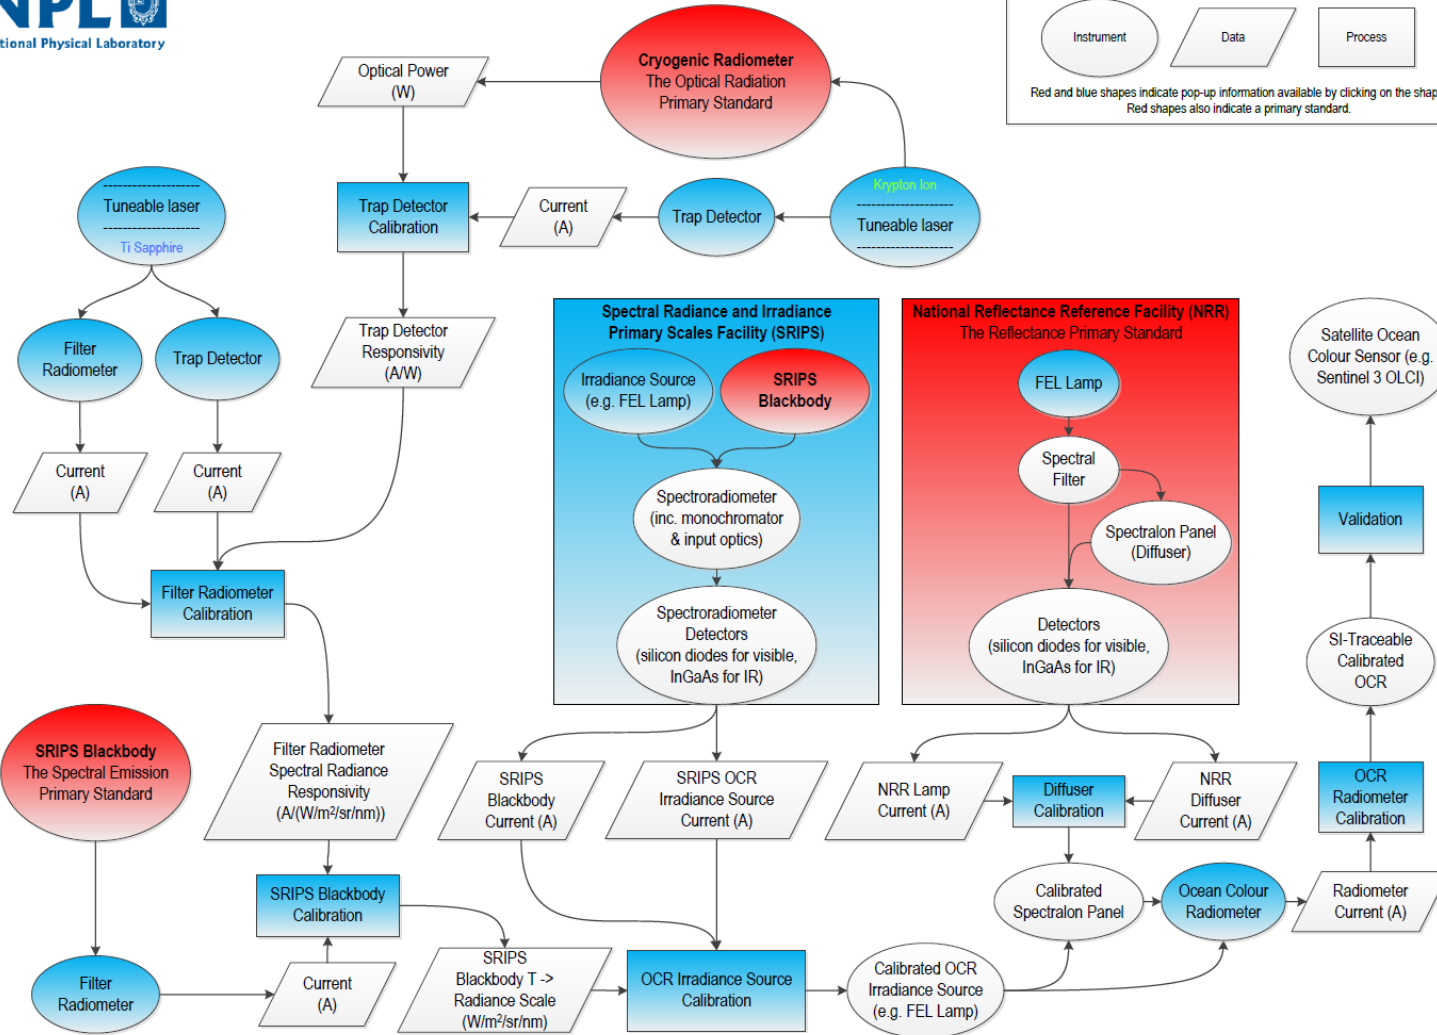 NPL
tional Physical Laboratory
Instrument
Data
Process
Red and blue shapes indicate pop-up information available by clicking on the shap
Red shapes also indicate a primary standard.
Optical Power
(W)
Cryogenic Radiometer
The Optical Radiation
Primary Standard
Tuneable laser
Ti Sapphire
Trap Detector
Calibration
Current
(A)
Trap Detector
Krypton Ion
Tuneable laser
Filter
Radiometer
Trap Detector
Trap Detector
Responsivity
(A/W)
Current
(A)
Current
(A)
Filter Radiometer
Calibration
Spectral Radiance and Irradiance
Primary Scales Facility (SRIPS)
Irradiance Source
(e.g. FEL Lamp)
SRIPS
Blackbody
Spectroradiometer
(inc. monochromator
& input optics)
Spectroradiometer
Detectors
(silicon diodes for visible,
InGaAs for IR)
National Reflectance Reference Facility (NRR)
The Reflectance Primary Standard
FEL Lamp
Spectral
Filter
Spectralon Panel
(Diffuser)
Detectors
(silicon diodes for visible,
InGaAs for IR)
Satellite Ocean
Colour Sensor (e.g.
Sentinel 3 OLCI)
Validation
SI-Traceable
Calibrated
OCR
SRIPS Blackbody
The Spectral Emission
Primary Standard
Filter Radiometer
Spectral Radiance
Responsivity
(A/(W/m²/sr/nm))
SRIPS
Blackbody
Current (A)
SRIPS OCR
Irradiance Source
Current (A)
NRR Lamp
Current (A)
Diffuser
Calibration
NRR
Diffuser
Current (A)
OCR
Radiometer
Calibration
SRIPS Blackbody
Calibration
Calibrated
Spectralon Panel
Ocean Colour
Radiometer
Radiometer
Current (A)
Filter
Radiometer
Current
(A)
SRIPS
Blackbody T ->
Radiance Scale
(W/m²/sr/nm)
OCR Irradiance Source
Calibration
Calibrated OCR
Irradiance Source
(e.g. FEL Lamp)